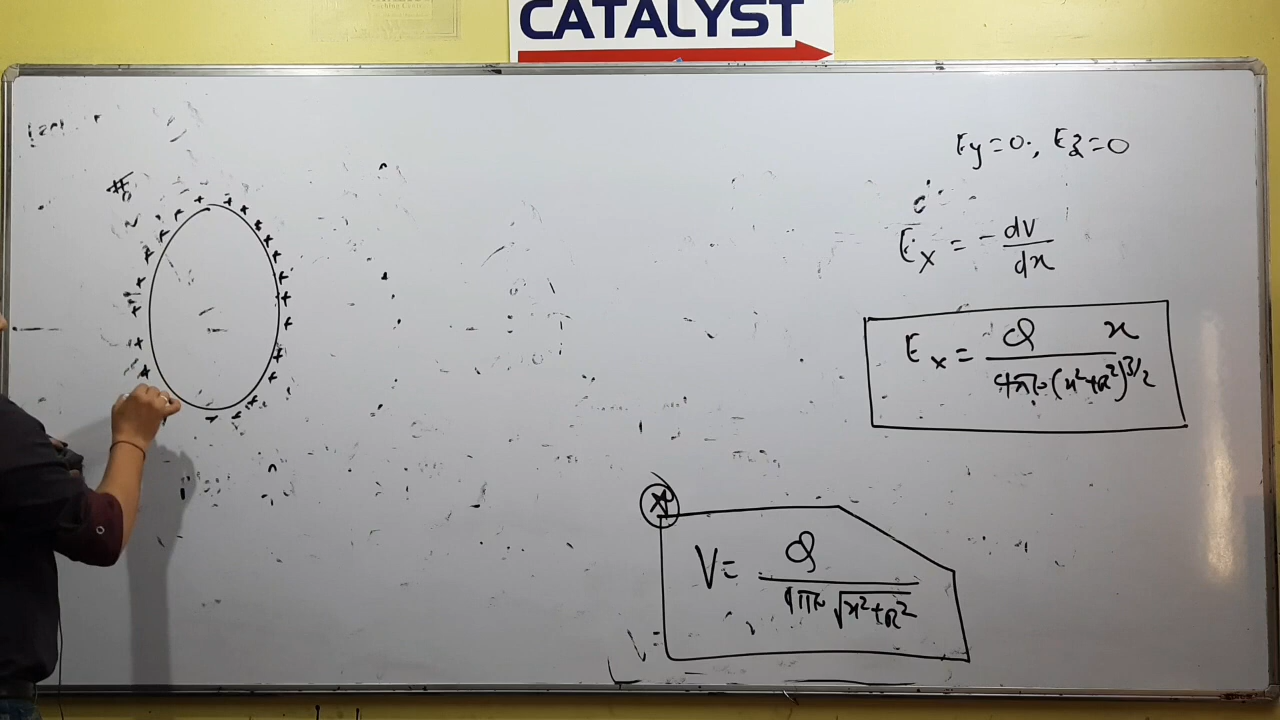 CATALYST
Ey=0., Ez=0
Ex = - dV/dx
Ex = Q x / 4πε₀ (x²+R²)^3/2
V = Q / 4πε₀ √x²+R²
V =